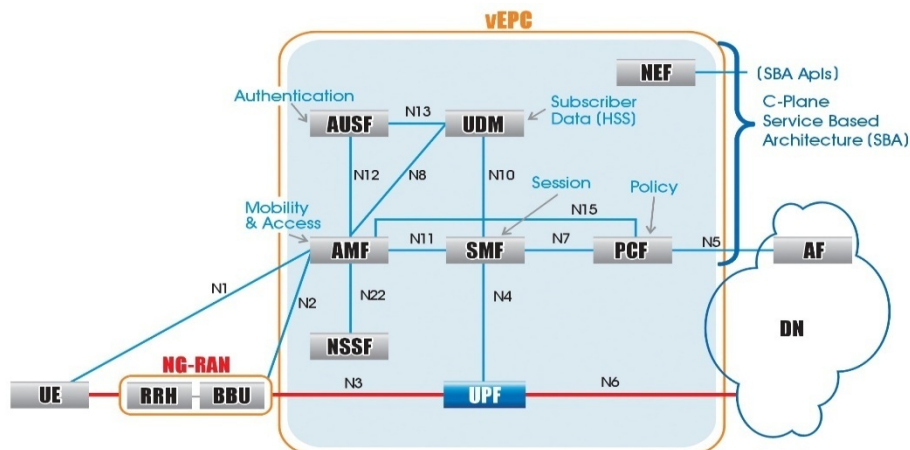 vEPC
NEF
(SBA ApIs)
C-Plane
Service Based
Architecture (SBA)
Authentication
N13
Subscriber
Data (HSS)
AUSF
UDM
N12
N8
N10
Session
Policy
Mobility
& Access
N15
AMF
N11
SMF
N7
PCF
N5
AF
N1
N2
N22
N4
DN
NSSF
NG-RAN
UE
RRH
BBU
N3
UPF
N6